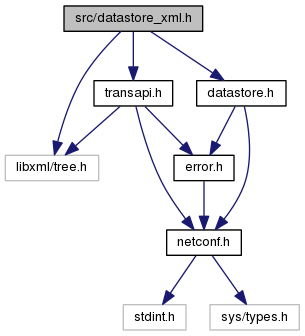 src/datastore_xml.h
transapi.h
datastore.h
libxml/tree.h
error.h
netconf.h
stdint.h
sys/types.h